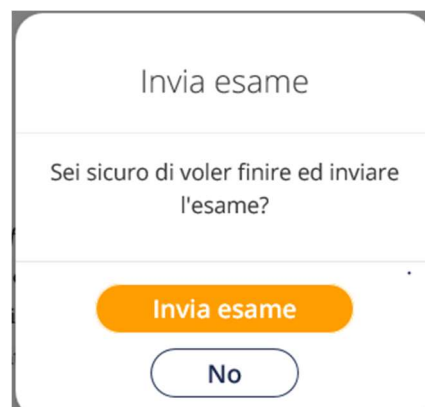 Invia esame
Sei sicuro di voler finire ed inviare
l'esame?
Invia esame
No